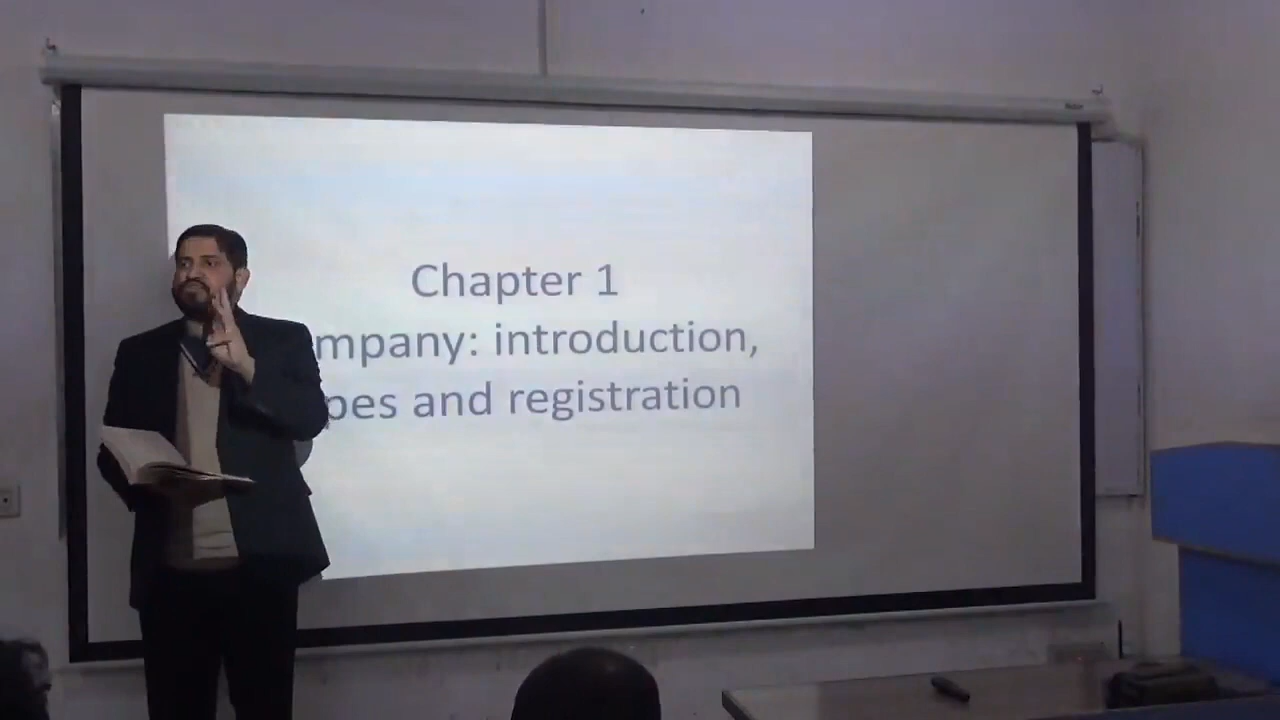 Chapter 1
mpany: introduction,
pes and registration